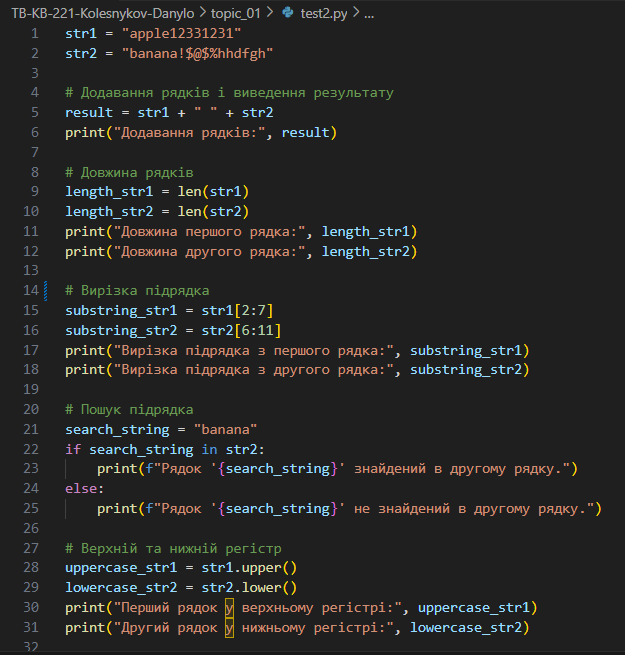 TB-KB-221-Kolesnykov-Danylo > topic_01 > test2.py > ...
1 str1 = "apple12331231"
2 str2 = "banana!$@$%hhdfgh"
3
4 # Додавання рядків і виведення результату
5 result = str1 + " " + str2
6 print("Додавання рядків:", result)
7
8 # Довжина рядків
9 length_str1 = len(str1)
10 length_str2 = len(str2)
11 print("Довжина першого рядка:", length_str1)
12 print("Довжина другого рядка:", length_str2)
13
14 # Вирізка підрядка
15 substring_str1 = str1[2:7]
16 substring_str2 = str2[6:11]
17 print("Вирізка підрядка з першого рядка:", substring_str1)
18 print("Вирізка підрядка з другого рядка:", substring_str2)
19
20 # Пошук підрядка
21 search_string = "banana"
22 if search_string in str2:
23     print(f"Рядок '{search_string}' знайдений в другому рядку.")
24 else:
25     print(f"Рядок '{search_string}' не знайдений в другому рядку.")
26
27 # Верхній та нижній регістр
28 uppercase_str1 = str1.upper()
29 lowercase_str2 = str2.lower()
30 print("Перший рядок у верхньому регістрі:", uppercase_str1)
31 print("Другий рядок у нижньому регістрі:", lowercase_str2)
32